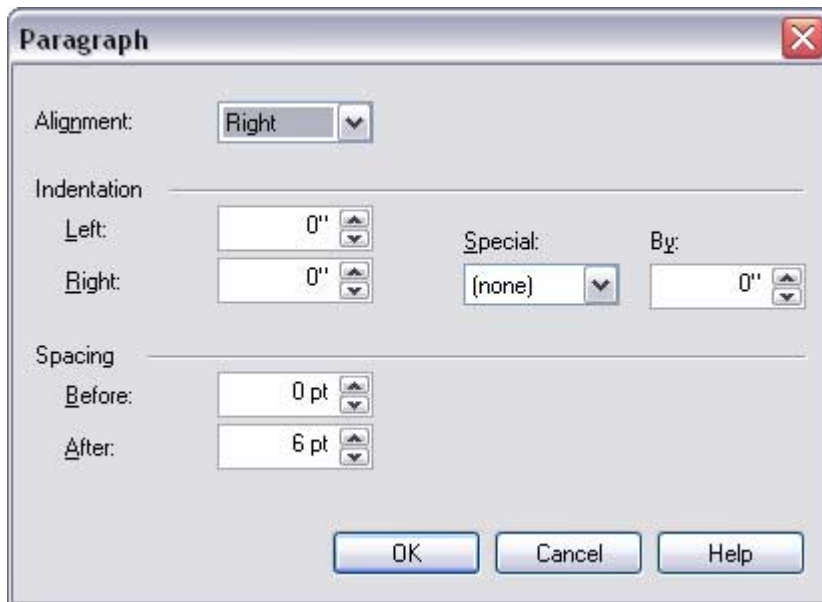 Paragraph
Alignment: Right
Indentation
Left: 0"
Right: 0"
Special: By:
(none) 0"
Spacing
Before: 0 pt
After: 6 pt
OK Cancel Help